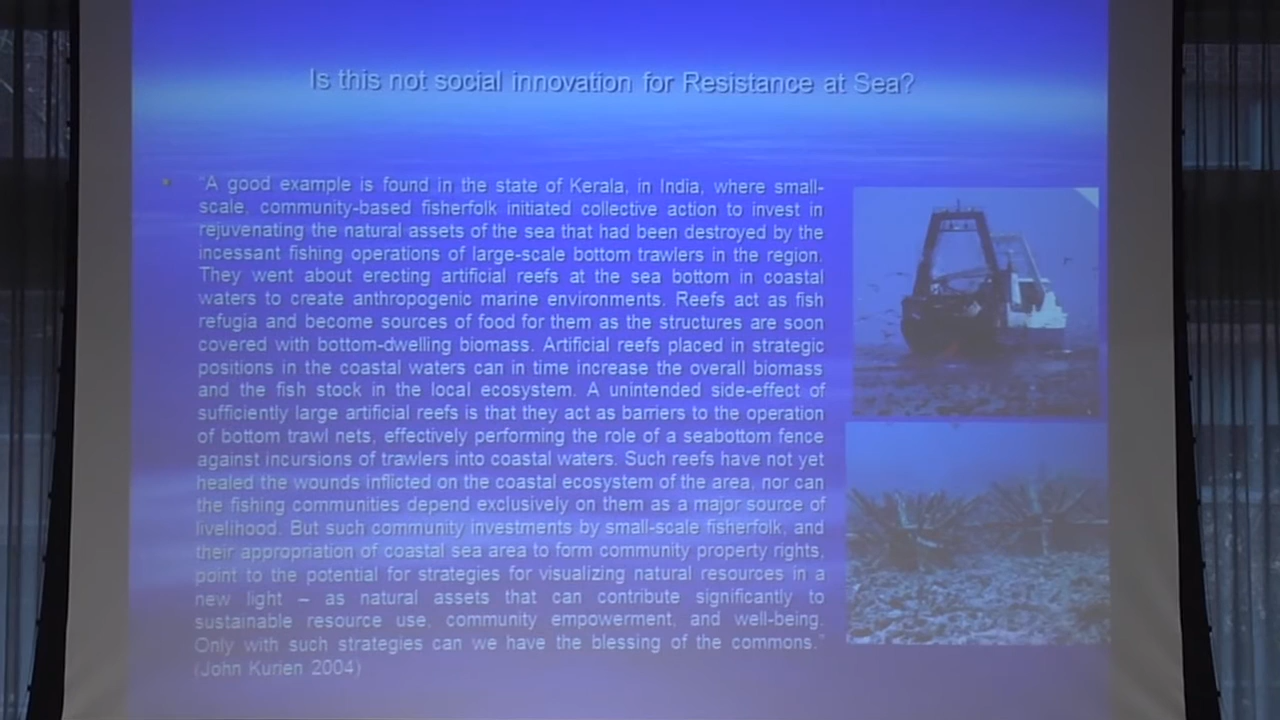 Is this not social innovation for Resistance at Sea?
"A good example is found in the state of Kerala, in India, where small-
scale, community-based fisherfolk initiated collective action to invest in
rejuvenating the natural assets of the sea that had been destroyed by the
incessant fishing operations of large-scale bottom trawlers in the region.
They went about erecting artificial reefs at the sea bottom in coastal
waters to create anthropogenic marine environments. Reefs act as fish
refugia and become sources of food for them as the structures are soon
covered with bottom-dwelling biomass. Artificial reefs placed in strategic
positions in the coastal waters can in time increase the overall biomass
and the fish stock in the local ecosystem. A unintended side-effect of
sufficiently large artificial reefs is that they act as barriers to the operation
of bottom trawl nets, effectively performing the role of a seabottom fence
against incursions of trawlers into coastal waters. Such reefs have not yet
healed the wounds inflicted on the coastal ecosystem of the area, nor can
the fishing communities depend exclusively on them as a major source of
livelihood. But such community investments by small-scale fisherfolk, and
their appropriation of coastal sea area to form community property rights,
point to the potential for strategies for visualizing natural resources in a
new light – as natural assets that can contribute significantly to
sustainable resource use, community empowerment, and well-being.
Only with such strategies can we have the blessing of the commons."
(John Kurien 2004)